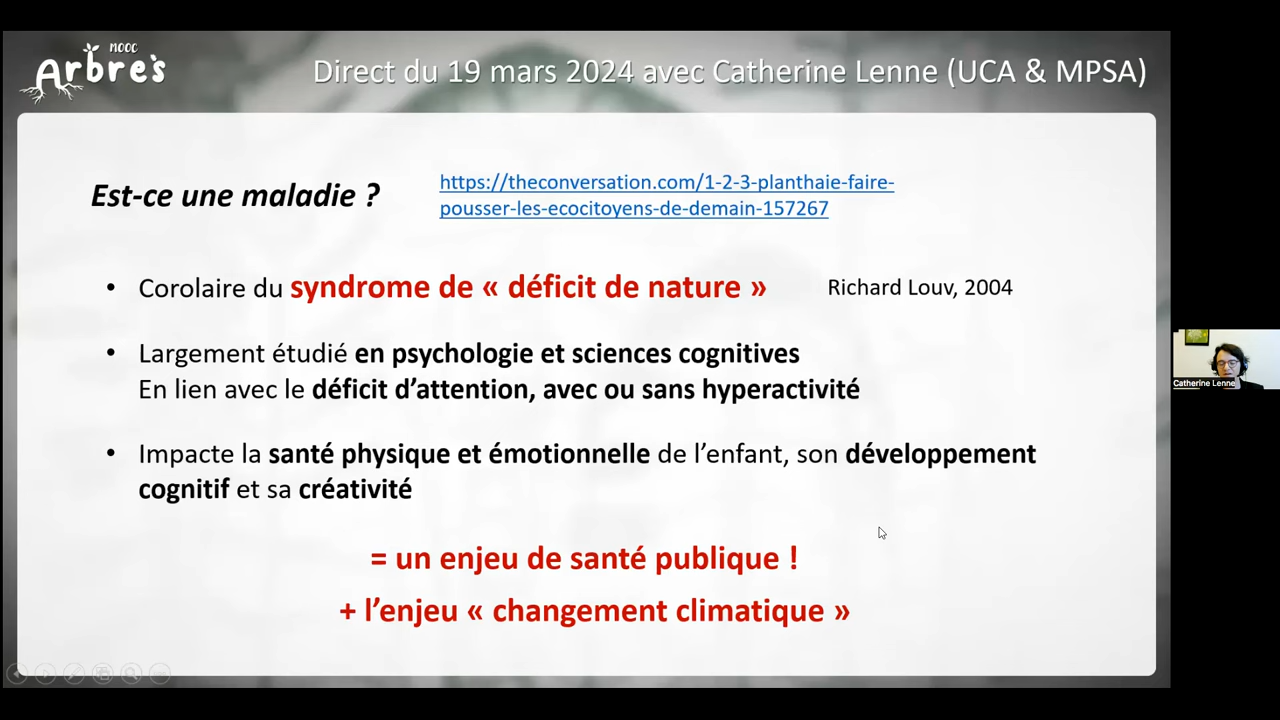 MOOC
Arbres
Direct du 19 mars 2024 avec Catherine Lenne (UCA & MPSA)
Est-ce une maladie ?
https://theconversation.com/1-2-3-planthaie-faire-
pousser-les-ecocitoyens-de-demain-157267
• Corolaire du syndrome de « déficit de nature »
Richard Louv, 2004
• Largement étudié en psychologie et sciences cognitives
En lien avec le déficit d’attention, avec ou sans hyperactivité
• Impacte la santé physique et émotionnelle de l’enfant, son développement
cognitif et sa créativité
= un enjeu de santé publique !
+ l’enjeu « changement climatique »
Catherine Lenne